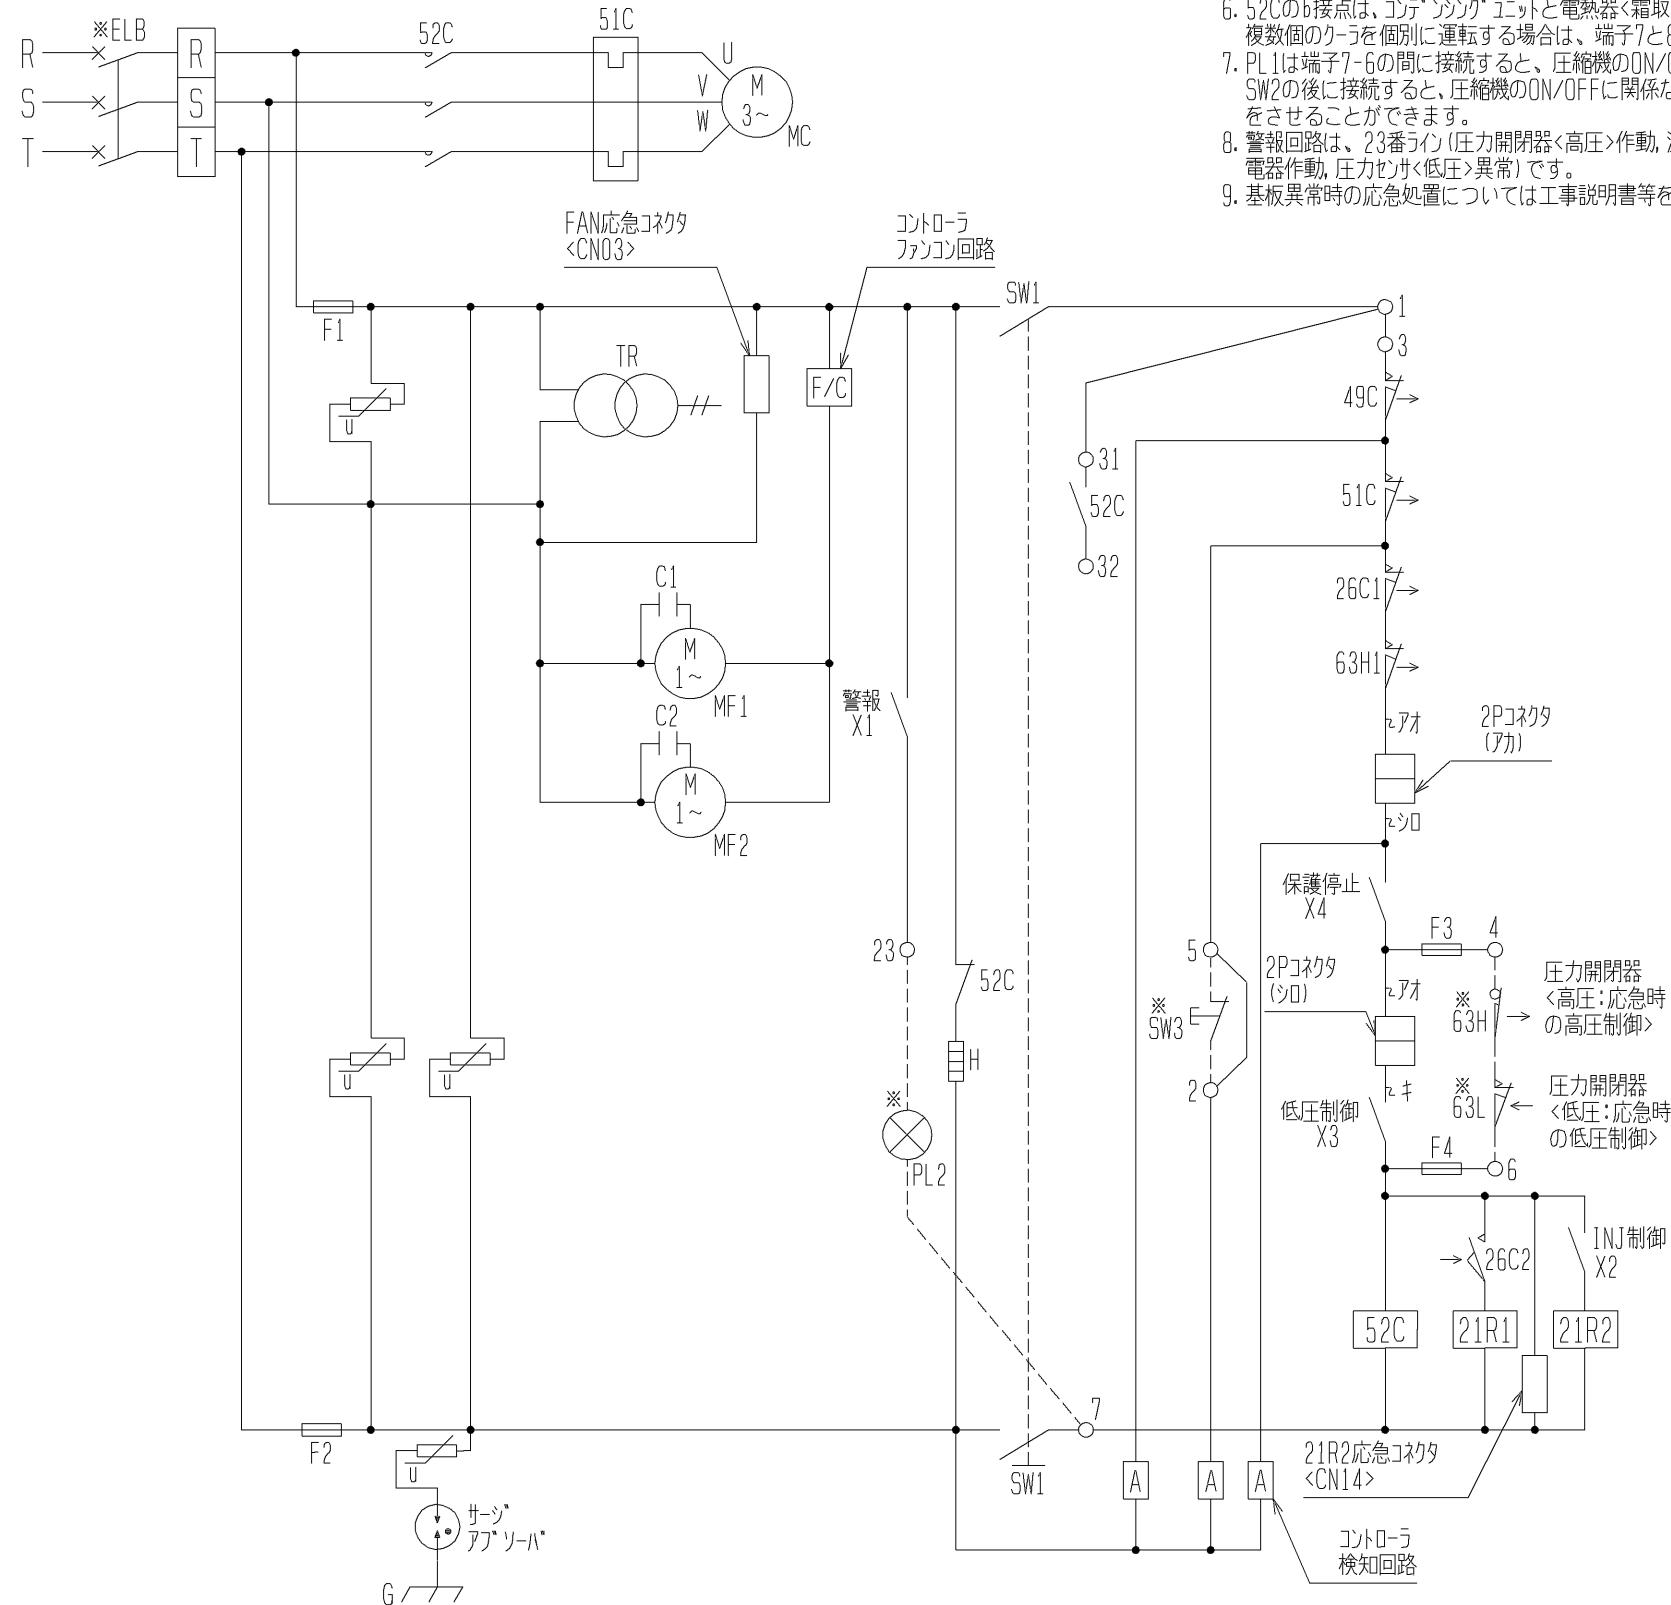 6. 52Cのb接点は、コンデンシングユニットと電熱器<霜取
複数個のクーラを個別に運転する場合は、端子7と8
7. PL1は端子7-6の間に接続すると、圧縮機のON/O
SW2の後に接続すると、圧縮機のON/OFFに関係な
をさせることができます。
8. 警報回路は、23番ライン(圧力開閉器<高圧>作動,
電器作動,圧力センサ<低圧>異常)です。
9. 基板異常時の応急処置については工事説明書等を
※ELB
52C
51C
R
R
S
S
T
T
U
V
W
M
3~
MC
FAN応急コネクタ
<CN03>
コントローラ
ファンコン回路
F1
TR
F/C
SW1
1
3
49C
U
31
52C
32
51C
26C1
63H1
C1
M
1~
MF1
C2
M
1~
MF2
警報
X1
アオ
2Pコネクタ
(アカ)
シロ
保護停止
X4
F3
4
23
52C
H
5
※
SW3
2
2Pコネクタ
(シロ)
アオ
※
63H
圧力開閉器
<高圧:応急時
の高圧制御>
U
U
※
PL2
キ
低圧制御
X3
※
63L
圧力開閉器
<低圧:応急時
の低圧制御>
F4
6
26C2
INJ制御
X2
52C
21R1
21R2
F2
7
SW1
U
サージ
アブソーバ
G
A
A
A
21R2応急コネクタ
<CN14>
コントローラ
検知回路